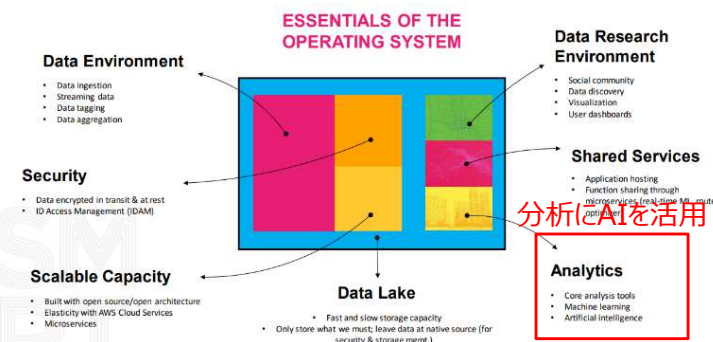 ESSENTIALS OF THE
OPERATING SYSTEM
Data Environment
• Data ingestion
• Streaming data
• Data tagging
• Data aggregation
Security
• Data encrypted in transit & at rest
• ID Access Management (IDAM)
Scalable Capacity
• Built with open source/open architecture
• Elasticity with AWS Cloud Services
• Microservices
Data Lake
• Fast and slow storage capacity
• Only store what we must; leave data at native source (for
security & storage mgmt.)
Data Research
Environment
• Social community
• Data discovery
• Visualization
• User dashboards
Shared Services
• Application hosting
• Function sharing through
microservices (real-time ML, route
分析にAIを活用
Analytics
• Core analysis tools
• Machine learning
• Artificial intelligence